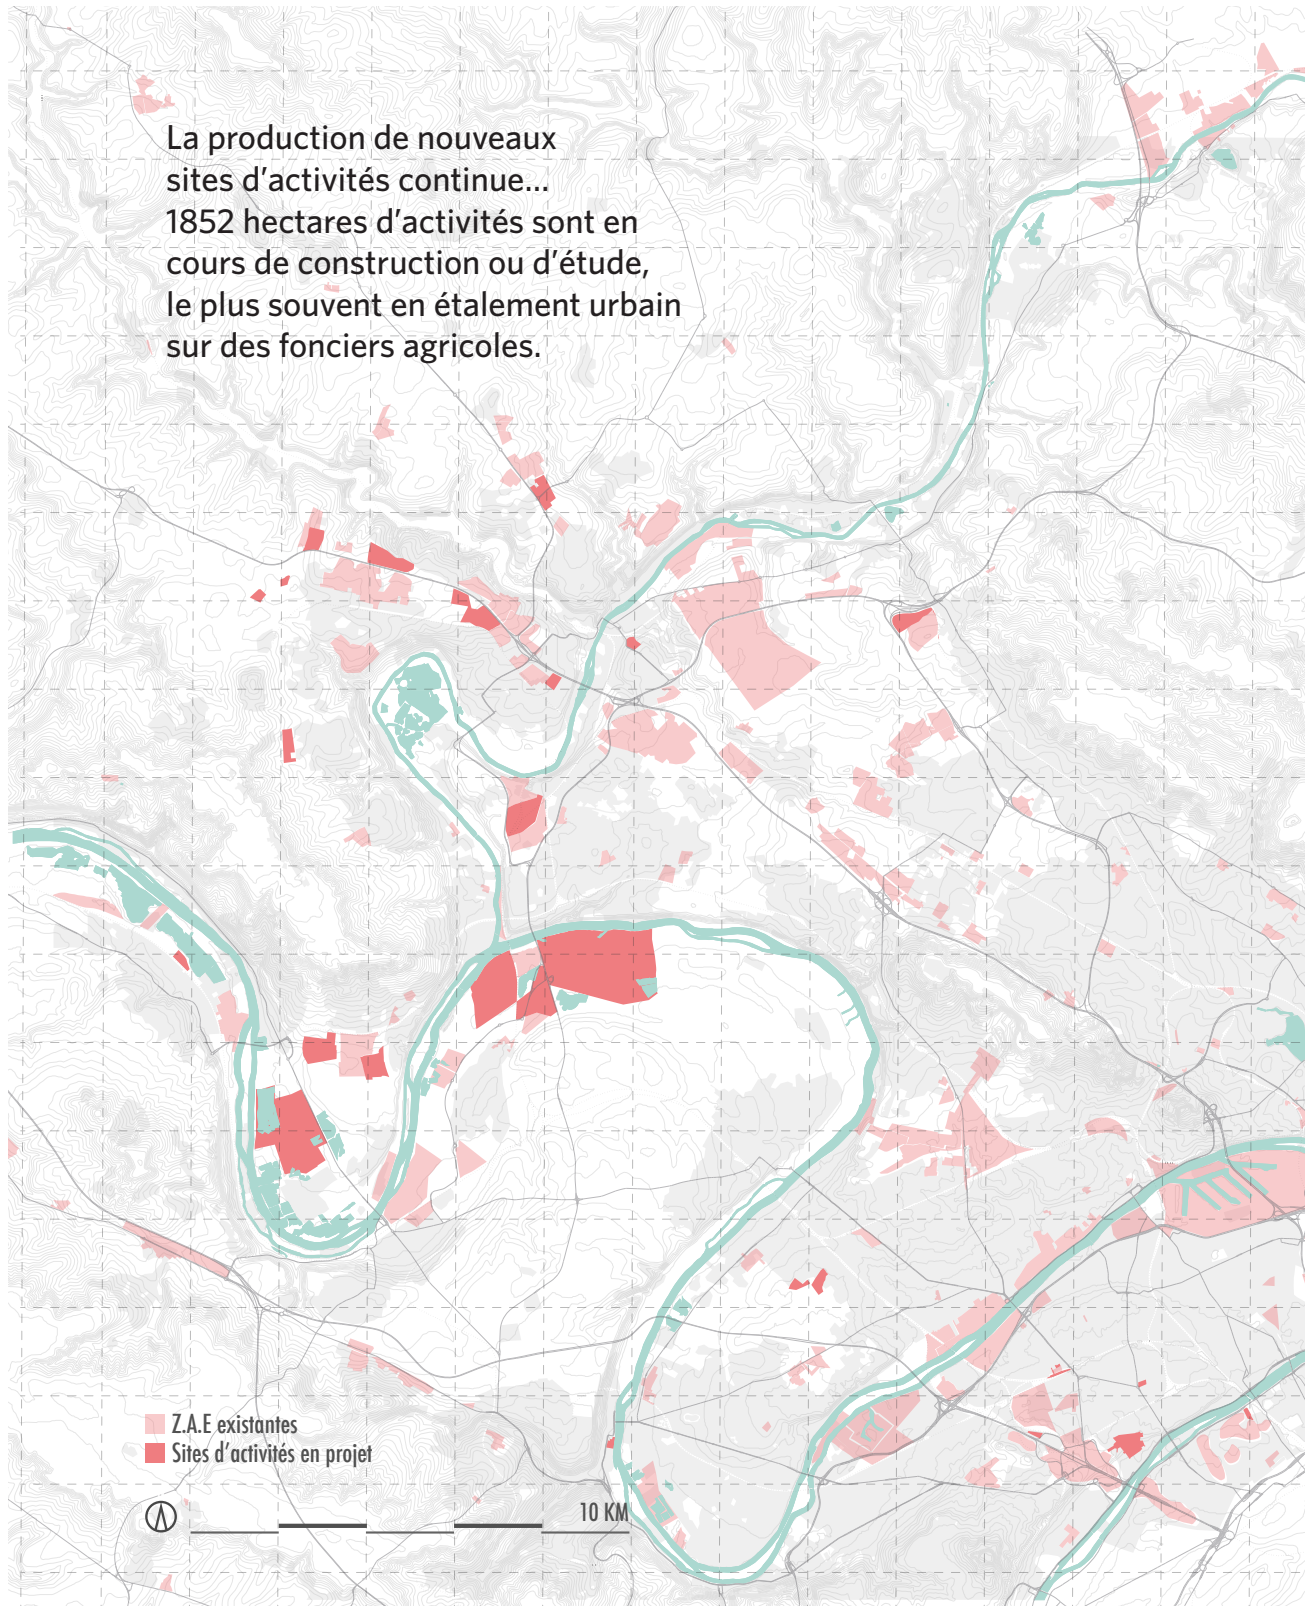 La production de nouveaux
sites d’activités continue...
1852 hectares d’activités sont en
cours de construction ou d’étude,
le plus souvent en étalement urbain
sur des fonciers agricoles.
Z.A.E existantes
Sites d’activités en projet
10 KM